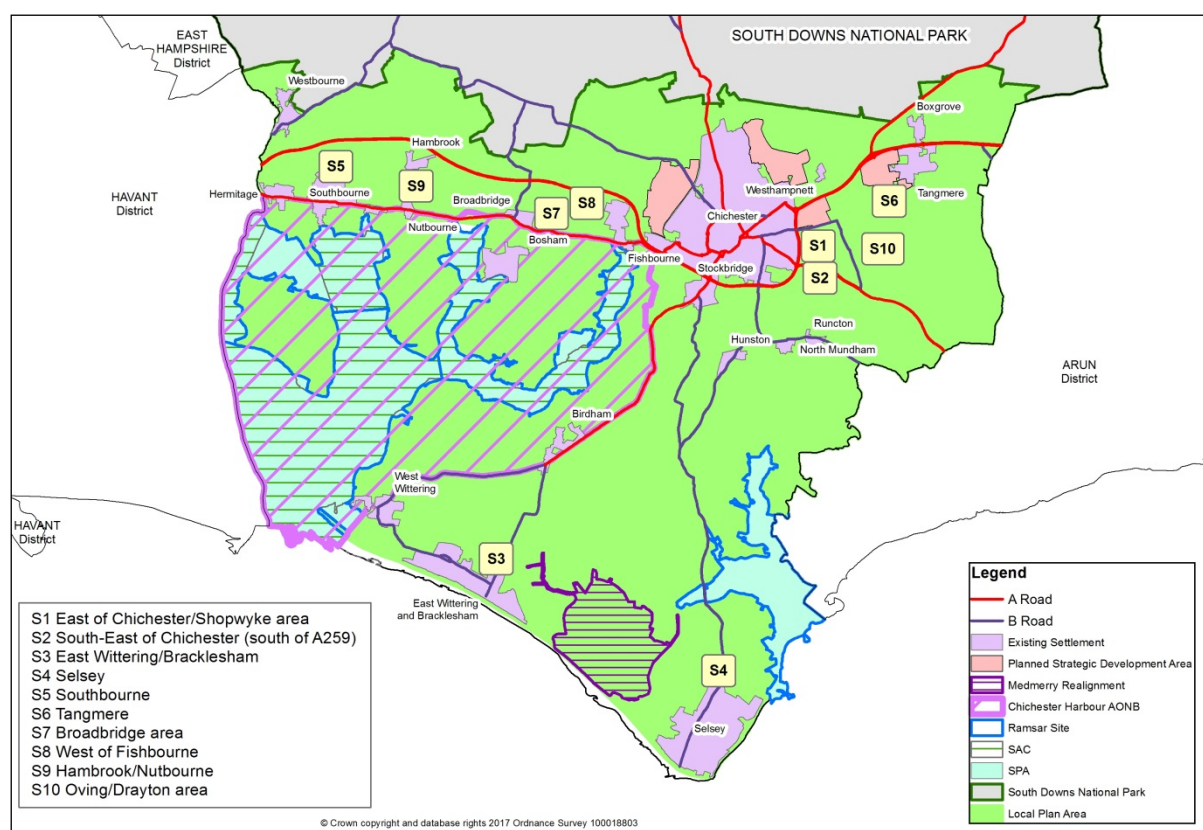 EAST
HAMPSHIRE
District
SOUTH DOWNS NATIONAL PARK
Westbourne
Boxgrove
Hambrook
S5
S9
HAVANT
District
Hermitage
Southbourne
Broadbridge
S7
S8
Westhampnett
S6
Tangmere
Nutbourne
Bosham
Chichester
Fishbourne
Stockbridge
S1
S10
S2
Runcton
Hunston
North Mundham
ARUN
District
Birdham
West
Wittering
HAVANT
District
S3
East Wittering
and Bracklesham
S4
Selsey
S1 East of Chichester/Shopwyke area
S2 South-East of Chichester (south of A259)
S3 East Wittering/Bracklesham
S4 Selsey
S5 Southbourne
S6 Tangmere
S7 Broadbridge area
S8 West of Fishbourne
S9 Hambrook/Nutbourne
S10 Oving/Drayton area
Legend
A Road
B Road
Existing Settlement
Planned Strategic Development Area
Medmerry Realignment
Chichester Harbour AONB
Ramsar Site
SAC
SPA
South Downs National Park
Local Plan Area
© Crown copyright and database rights 2017 Ordnance Survey 100018803